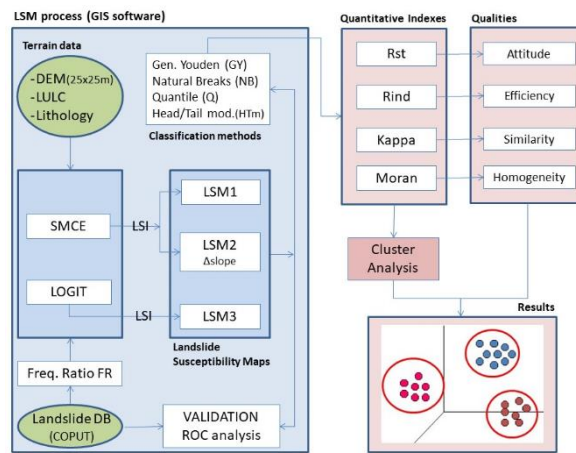 LSM process (GIS software)
Terrain data
-DEM(25x25m)
-LULC
-Lithology
Gen. Youden (GY)
Natural Breaks (NB)
Quantile (Q)
Head/Tail mod.(HTm)
Classification methods
SMCE
LOGIT
LSI
LSI
LSM1
LSM2
Δslope
LSM3
Landslide
Susceptibility Maps
Freq. Ratio FR
Landslide DB
(COPUT)
VALIDATION
ROC analysis
Quantitative Indexes
Rst
Rind
Kappa
Moran
Qualities
Attitude
Efficiency
Similarity
Homogeneity
Cluster
Analysis
Results